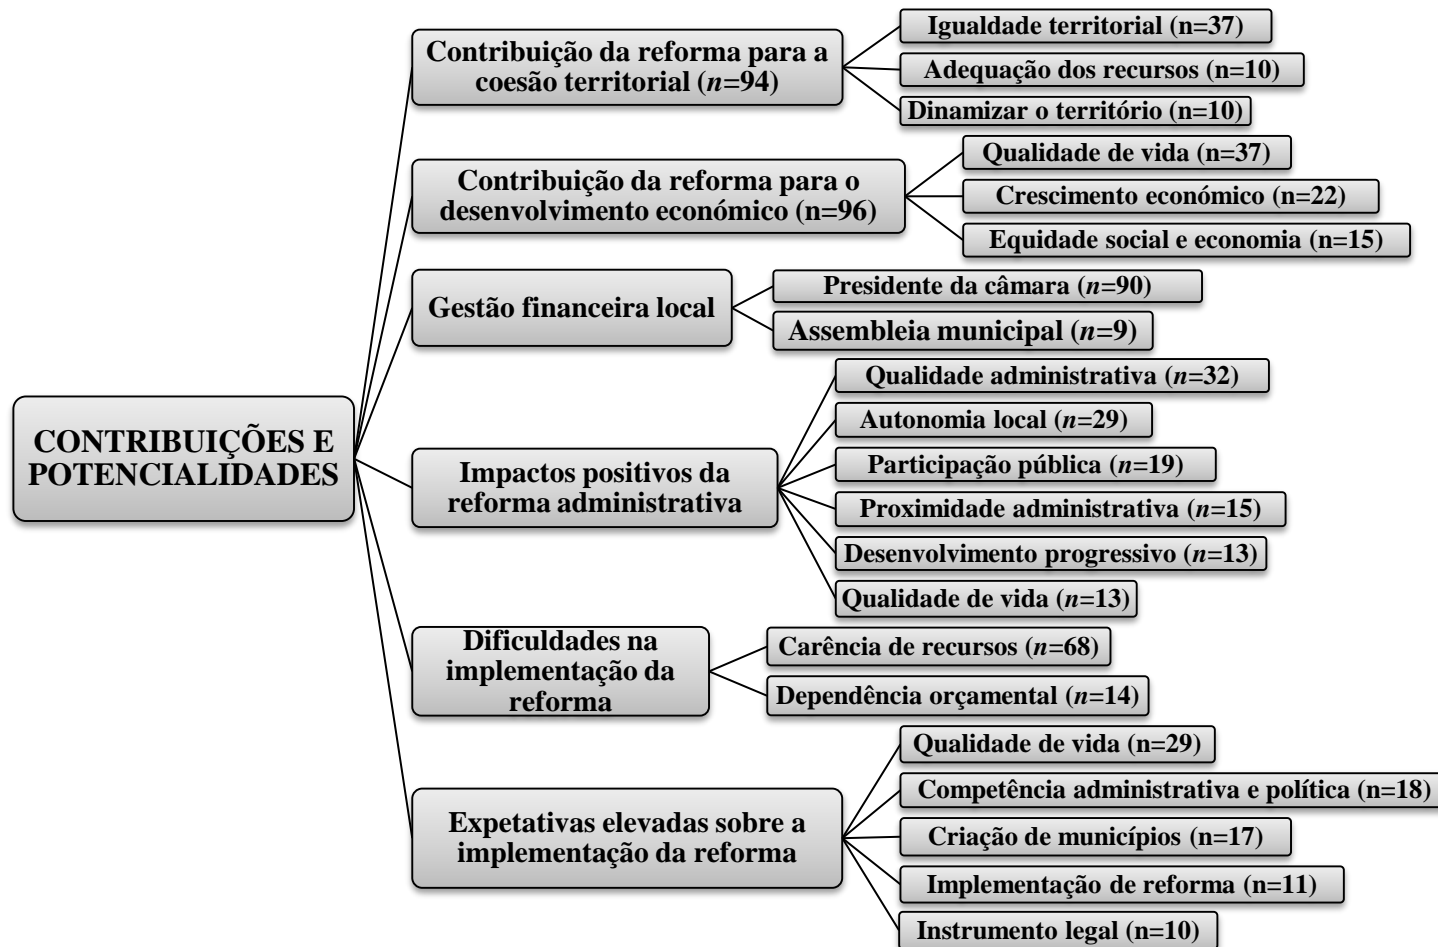 CONTRIBUIÇÕES E
POTENCIALIDADES
Contribuição da reforma para a
coesão territorial (n=94)
Igualdade territorial (n=37)
Adequação dos recursos (n=10)
Dinamizar o território (n=10)
Contribuição da reforma para o
desenvolvimento económico (n=96)
Qualidade de vida (n=37)
Crescimento económico (n=22)
Equidade social e economia (n=15)
Gestão financeira local
Presidente da câmara (n=90)
Assembleia municipal (n=9)
Impactos positivos da
reforma administrativa
Qualidade administrativa (n=32)
Autonomia local (n=29)
Participação pública (n=19)
Proximidade administrativa (n=15)
Desenvolvimento progressivo (n=13)
Qualidade de vida (n=13)
Dificuldades na
implementação da
reforma
Carência de recursos (n=68)
Dependência orçamental (n=14)
Expetativas elevadas sobre a
implementação da reforma
Qualidade de vida (n=29)
Competência administrativa e política (n=18)
Criação de municípios (n=17)
Implementação de reforma (n=11)
Instrumento legal (n=10)